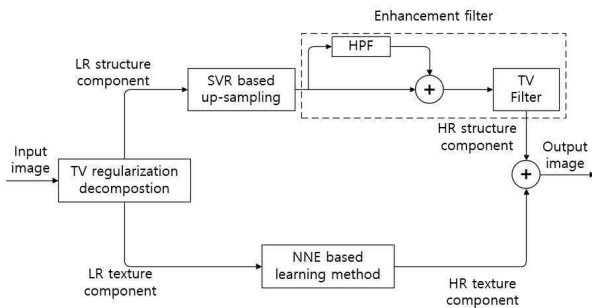 Enhancement filter
HPF
LR structure
component
SVR based
up-sampling
+
TV
Filter
HR structure
component
Input
image
TV regularization
decompostion
Output
image
+
NNE based
learning method
LR texture
component
HR texture
component